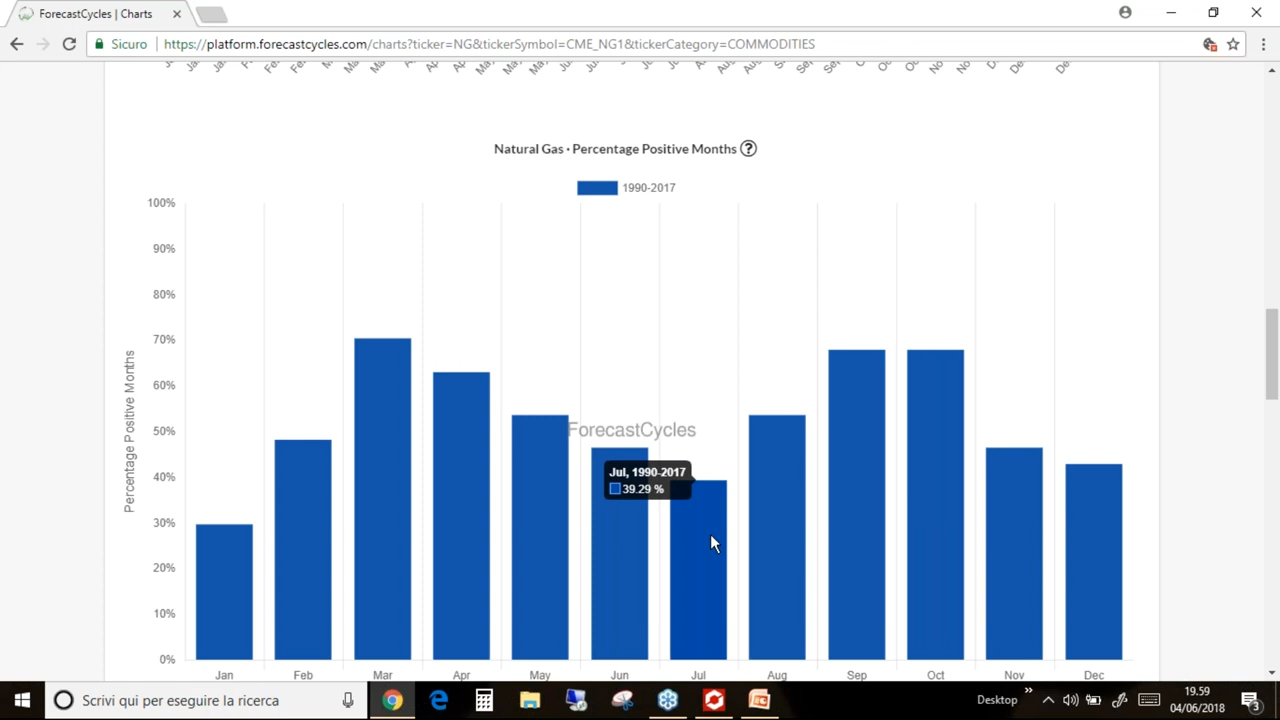 ForecastCycles | Charts
Sicuro
https://platform.forecastcycles.com/charts?ticker=NG&tickerSymbol=CME_NG1&tickerCategory=COMMODITIES
Natural Gas · Percentage Positive Months ?
1990-2017
100%
90%
80%
70%
60%
50%
40%
30%
20%
10%
0%
Percentage Positive Months
ForecastCycles
Jul, 1990-2017
39.29 %
Jan Feb Mar Apr May Jun Jul Aug Sep Oct Nov Dec
Scrivi qui per eseguire la ricerca
Desktop
19.59
04/06/2018
3